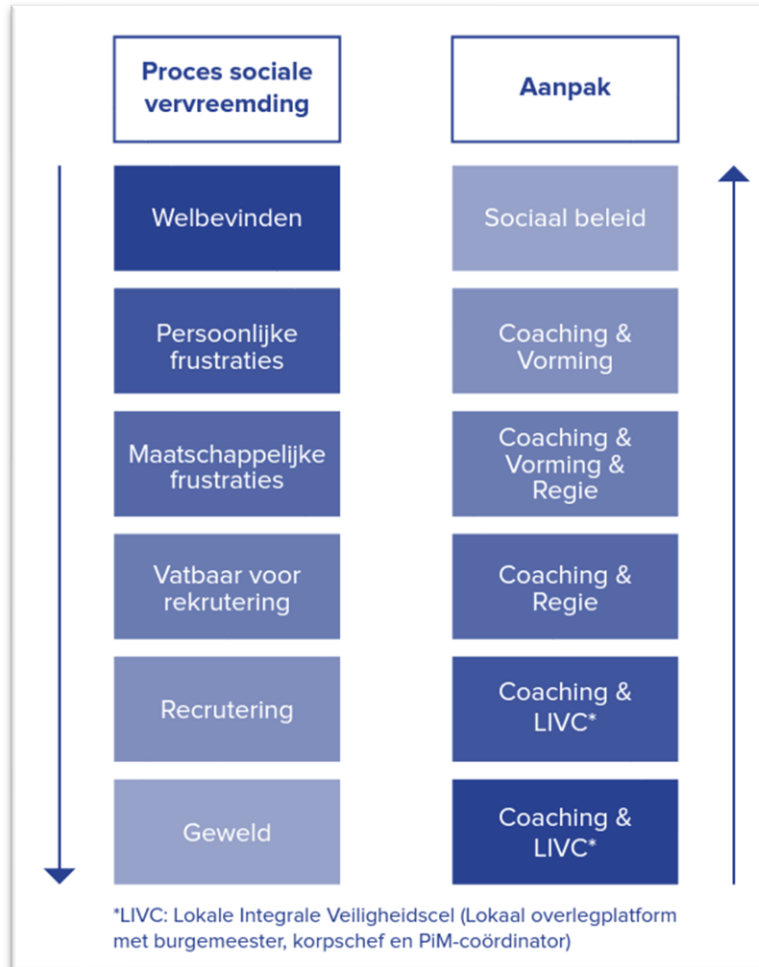 Proces sociale
vervreemding
Aanpak
Welbevinden
Sociaal beleid
Persoonlijke
frustraties
Coaching &
Vorming
Maatschappelijke
frustraties
Coaching &
Vorming &
Regie
Vatbaar voor
rekrutering
Coaching &
Regie
Recrutering
Coaching &
LIVC*
Geweld
Coaching &
LIVC*
*LIVC: Lokale Integrale Veiligheidscel (Lokaal overlegplatform
met burgemeester, korpschef en PiM-coördinator)